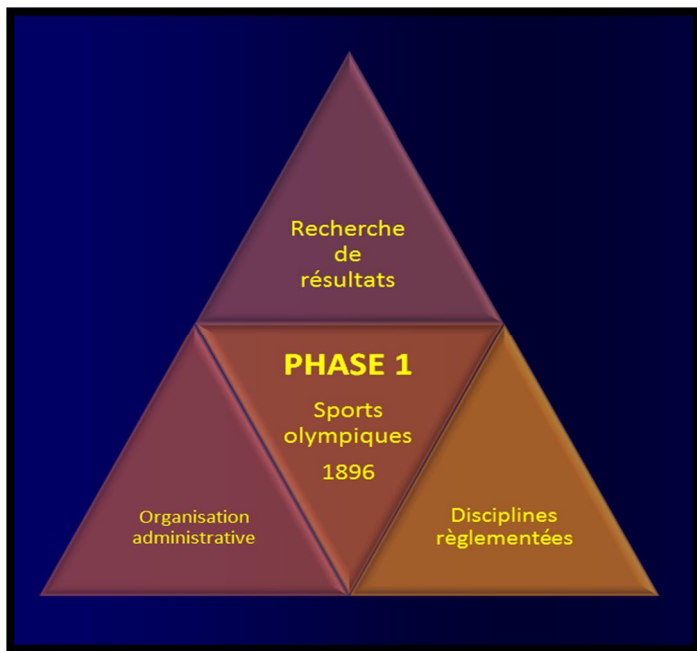 Recherche
de
résultats
PHASE 1
Sports
olympiques
1896
Organisation
administrative
Disciplines
règlementées